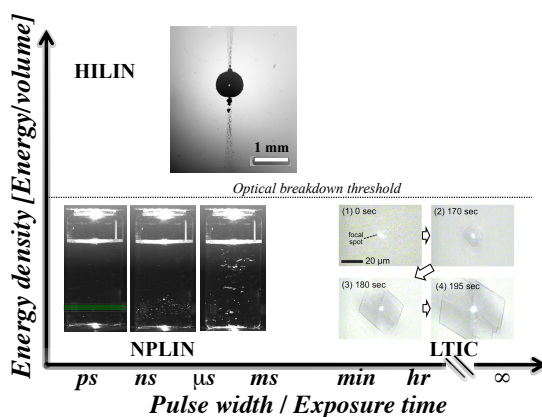 Energy density [Energy/volume]
HILIN
1 mm
Optical breakdown threshold
(1) 0 sec
(2) 170 sec
focal
spot
20 μm
(3) 180 sec
(4) 195 sec
NPLIN
LTIC
ps ns μs ms min hr ∞
Pulse width / Exposure time